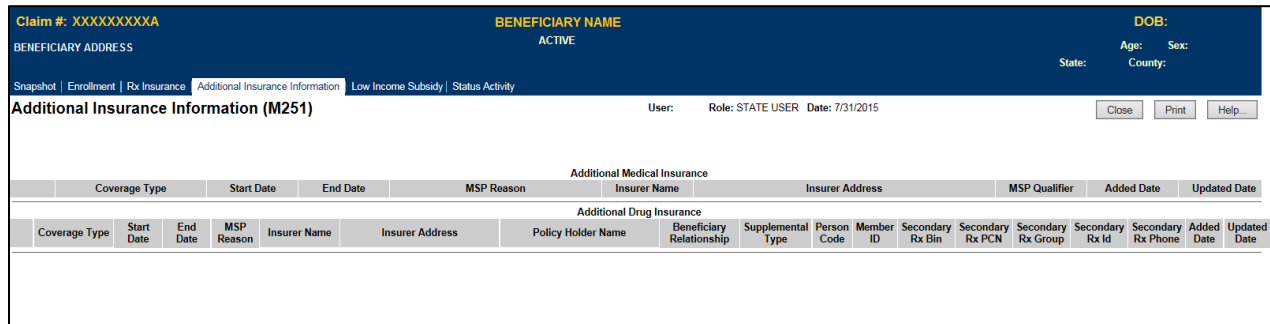 Claim #: XXXXXXXXXA BENEFICIARY NAME DOB:
BENEFICIARY ADDRESS ACTIVE Age: Sex:
State: County:
Snapshot | Enrollment | Rx Insurance | Additional Insurance Information | Low Income Subsidy | Status Activity
Additional Insurance Information (M251) User: Role: STATE USER Date: 7/31/2015 Close Print Help...
Additional Medical Insurance
Coverage Type Start Date End Date MSP Reason Insurer Name Insurer Address MSP Qualifier Added Date Updated Date
Additional Drug Insurance
Coverage Type Start Date End Date MSP Reason Insurer Name Insurer Address Policy Holder Name Beneficiary Relationship Supplemental Type Person Code Member ID Secondary Rx Bin Secondary Rx PCN Secondary Rx Group Secondary Rx Id Secondary Rx Phone Added Date Updated Date